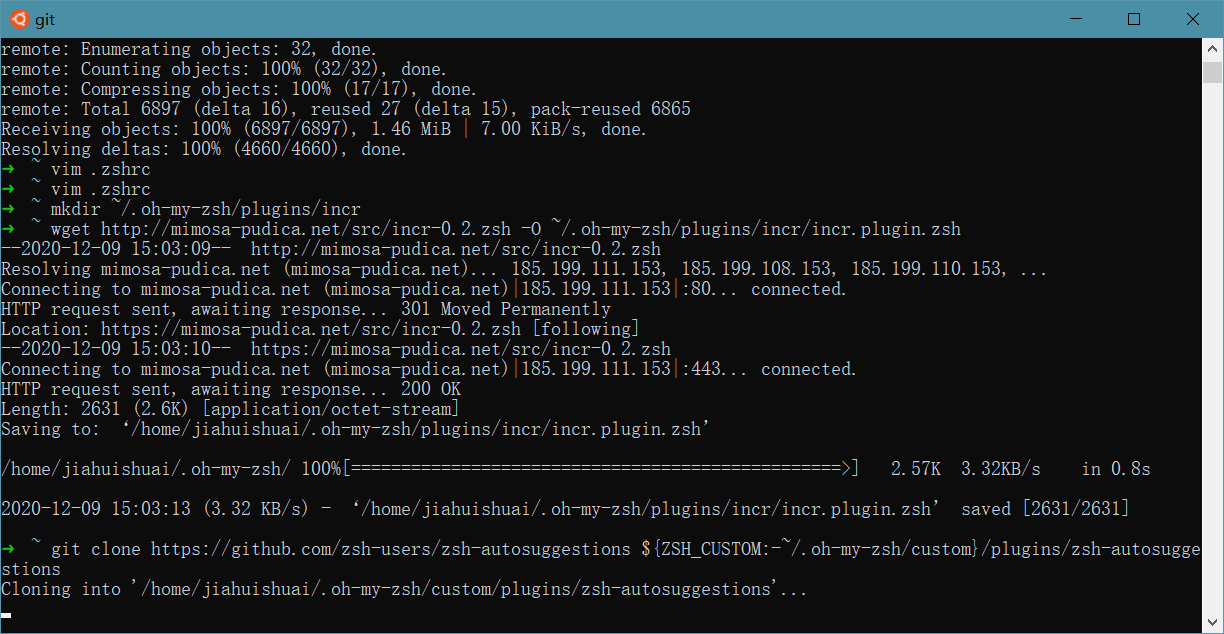 git
remote: Enumerating objects: 32, done.
remote: Counting objects: 100% (32/32), done.
remote: Compressing objects: 100% (17/17), done.
remote: Total 6897 (delta 16), reused 27 (delta 15), pack-reused 6865
Receiving objects: 100% (6897/6897), 1.46 MiB | 7.00 KiB/s, done.
Resolving deltas: 100% (4660/4660), done.
➜  ~ vim .zshrc
➜  ~ vim .zshrc
➜  ~ mkdir ~/.oh-my-zsh/plugins/incr
➜  ~ wget http://mimosa-pudica.net/src/incr-0.2.zsh -O ~/.oh-my-zsh/plugins/incr/incr.plugin.zsh
--2020-12-09 15:03:09--  http://mimosa-pudica.net/src/incr-0.2.zsh
Resolving mimosa-pudica.net (mimosa-pudica.net)... 185.199.111.153, 185.199.108.153, 185.199.110.153, ...
Connecting to mimosa-pudica.net (mimosa-pudica.net)|185.199.111.153|:80... connected.
HTTP request sent, awaiting response... 301 Moved Permanently
Location: https://mimosa-pudica.net/src/incr-0.2.zsh [following]
--2020-12-09 15:03:10--  https://mimosa-pudica.net/src/incr-0.2.zsh
Connecting to mimosa-pudica.net (mimosa-pudica.net)|185.199.111.153|:443... connected.
HTTP request sent, awaiting response... 200 OK
Length: 2631 (2.6K) [application/octet-stream]
Saving to: ‘/home/jiahuishuai/.oh-my-zsh/plugins/incr/incr.plugin.zsh’
/home/jiahuishuai/.oh-my-zsh/ 100%[=================================================>]   2.57K  3.32KB/s    in 0.8s
2020-12-09 15:03:13 (3.32 KB/s) - ‘/home/jiahuishuai/.oh-my-zsh/plugins/incr/incr.plugin.zsh’ saved [2631/2631]
➜  ~ git clone https://github.com/zsh-users/zsh-autosuggestions ${ZSH_CUSTOM:-~/.oh-my-zsh/custom}/plugins/zsh-autosugge
stions
Cloning into '/home/jiahuishuai/.oh-my-zsh/custom/plugins/zsh-autosuggestions'...